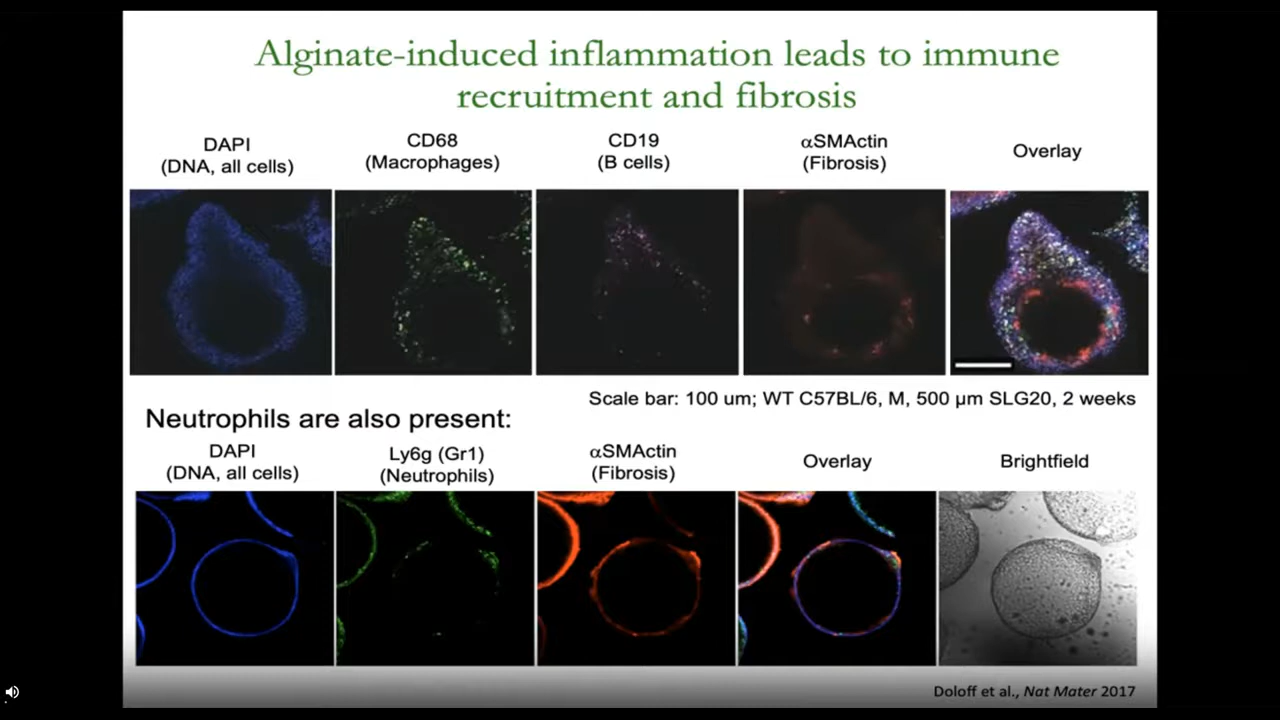 Alginate-induced inflammation leads to immune
recruitment and fibrosis
DAPI
(DNA, all cells)
CD68
(Macrophages)
CD19
(B cells)
αSMActin
(Fibrosis)
Overlay
Scale bar: 100 um; WT C57BL/6, M, 500 µm SLG20, 2 weeks
Neutrophils are also present:
DAPI
(DNA, all cells)
Ly6g (Gr1)
(Neutrophils)
αSMActin
(Fibrosis)
Overlay
Brightfield
Doloff et al., Nat Mater 2017